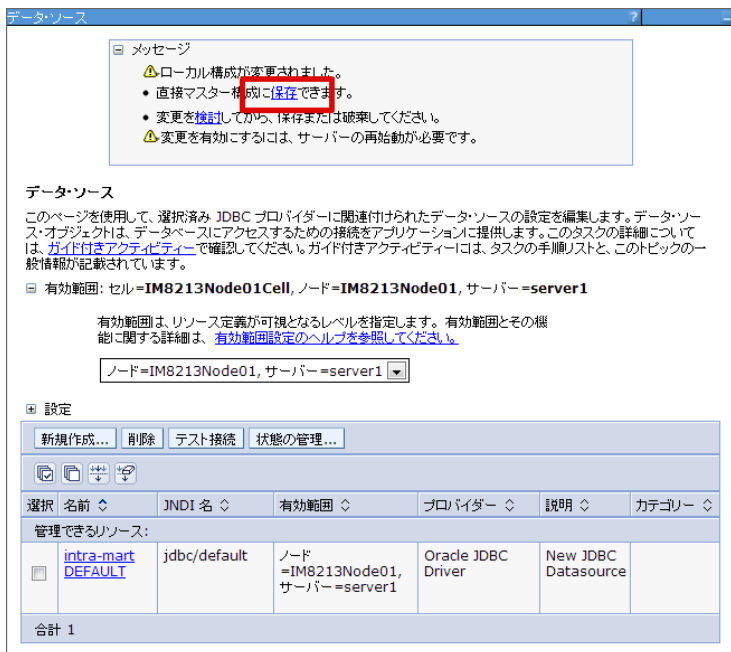 データ・ソース ?
メッセージ
ローカル構成が変更されました。
直接マスター構成に保存できます。
変更を検討してから、保存または破棄してください。
変更を有効にするには、サーバーの再始動が必要です。
データ・ソース
このページを使用して、選択済み JDBC プロバイダーに関連付けられたデータ・ソースの設定を編集します。データ・ソー
ス・オブジェクトは、データベースにアクセスするための接続をアプリケーションに提供します。このタスクの詳細について
は、ガイド付きアクティビティーで確認してください。ガイド付きアクティビティーには、タスクの手順リストと、このトピックの一
般情報が記載されています。
有効範囲: セル=IM8213Node01Cell, ノード=IM8213Node01, サーバー=server1
有効範囲は、リソース定義が可視となるレベルを指定します。有効範囲とその機
能に関する詳細は、有効範囲設定のヘルプを参照してください。
ノード=IM8213Node01, サーバー=server1
設定
新規作成... 削除 テスト接続 状態の管理...
選択 名前 JNDI 名 有効範囲 プロバイダー 説明 カテゴリー
管理できるリソース:
intra-mart jdbc/default ノード Oracle JDBC New JDBC
DEFAULT =IM8213Node01, Driver Datasource
サーバー=server1
合計 1